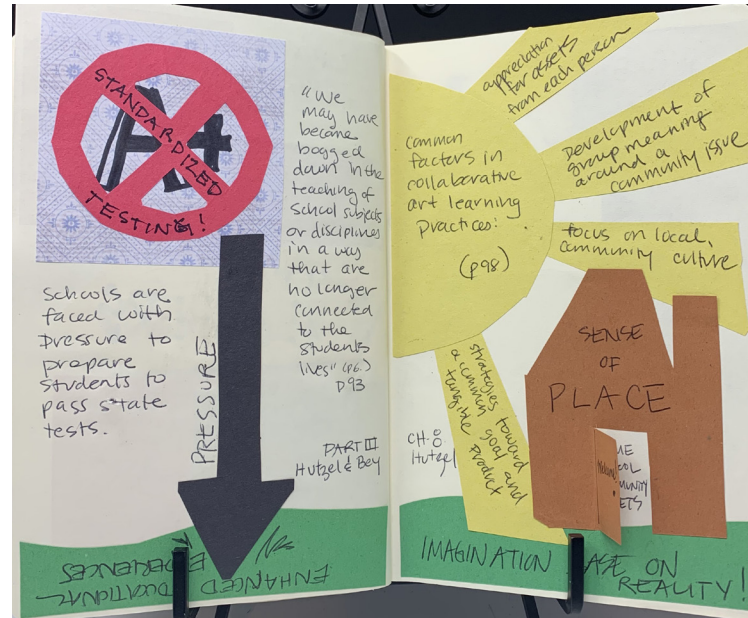 STANDARDIZED
A+
TESTING!
schools are
faced with
pressure to
prepare
students to
pass state
tests.
PRESSURE
"We
may have
become
bogged
down in the
teaching of
school subjects
or disciplines
in a way
that are
no longer
connected
to the
students
lives" (p6.)
p93
PART III
Hutzel & Bey
ENHANCED
EDUCATIONAL
EXPERIENCES
common
factors in
collaborative
art learning
practices:
(p98)
appreciation
for assets
from each person
Development of
group meaning
around a
community issue
focus on local,
community culture
strategies toward
a common goal and
tangible product
CH. 8
Hutzel
SENSE
OF
PLACE
Welcome
IMAGINATION
ON
REALITY!